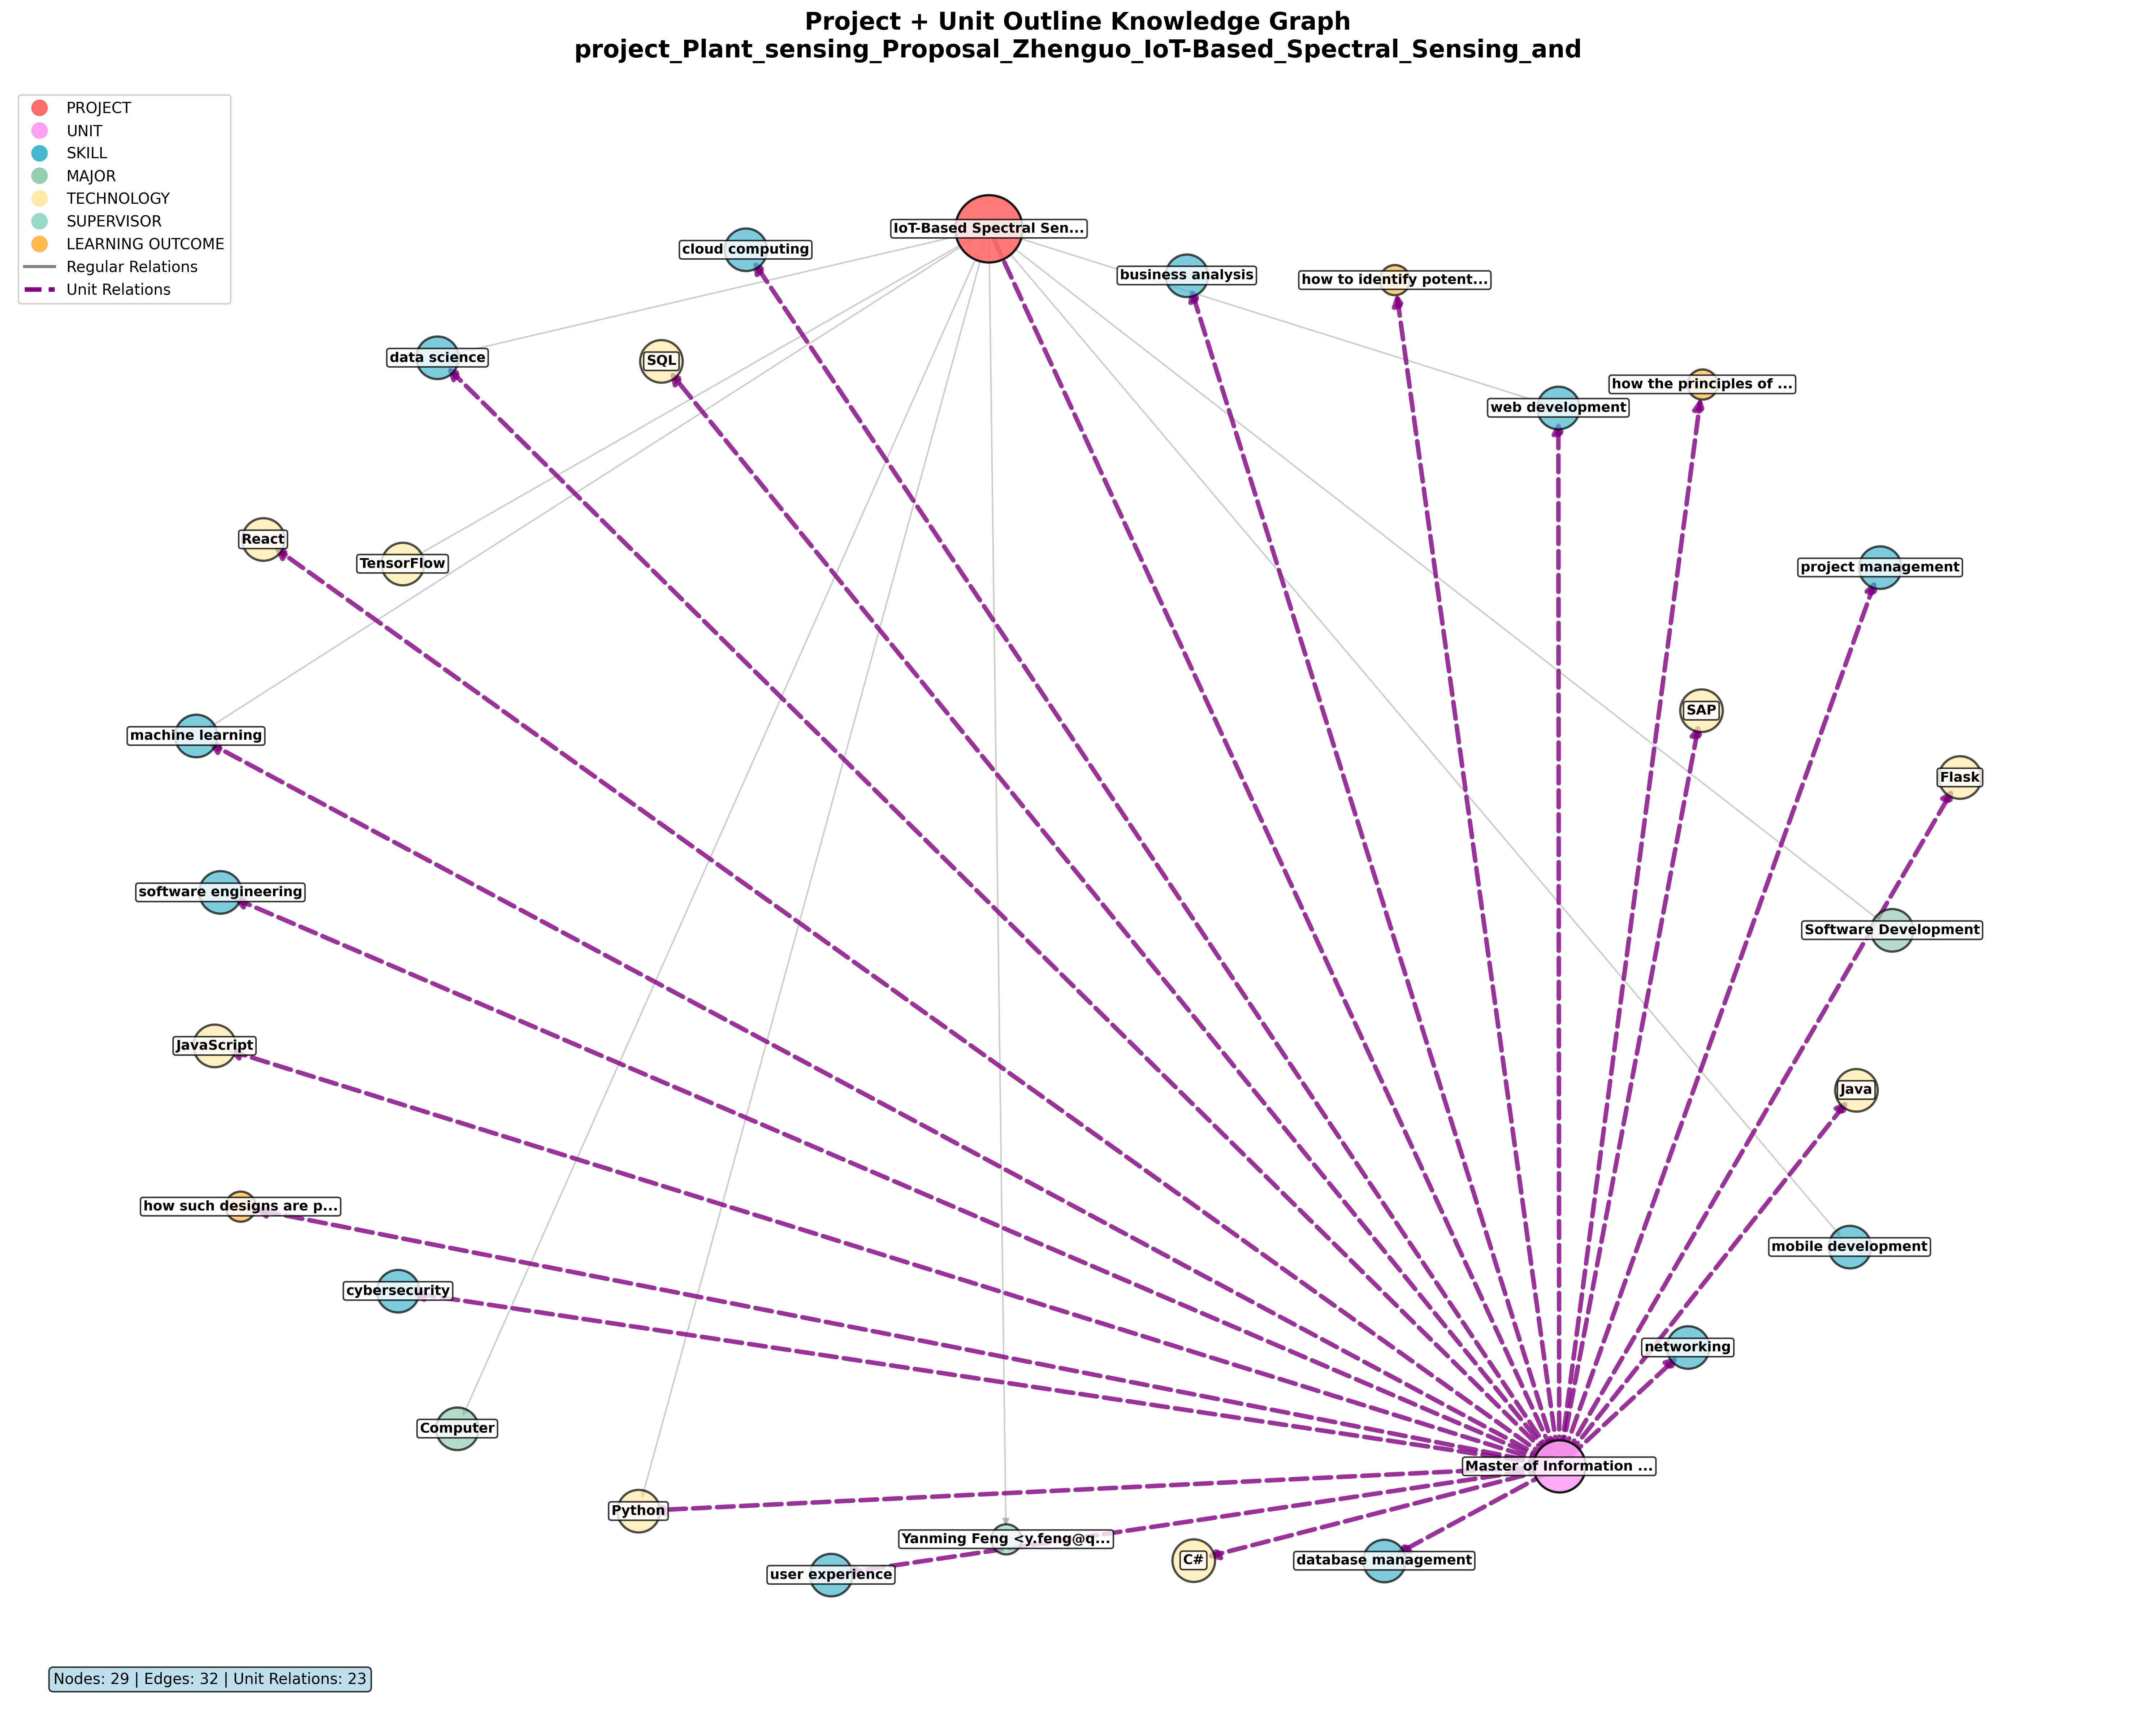 Project + Unit Outline Knowledge Graph
project_Plant_sensing_Proposal_Zhenguo_IoT-Based_Spectral_Sensing_and
PROJECT
UNIT
SKILL
MAJOR
TECHNOLOGY
SUPERVISOR
LEARNING OUTCOME
Regular Relations
Unit Relations
IoT-Based Spectral Sen...
cloud computing
business analysis
how to identify potent...
data science
SQL
how the principles of ...
web development
React
TensorFlow
project management
SAP
machine learning
Flask
software engineering
Software Development
JavaScript
Java
how such designs are p...
mobile development
cybersecurity
networking
Computer
Master of Information ...
Python
Yanming Feng <y.feng@q...
C#
database management
user experience
Nodes: 29 | Edges: 32 | Unit Relations: 23